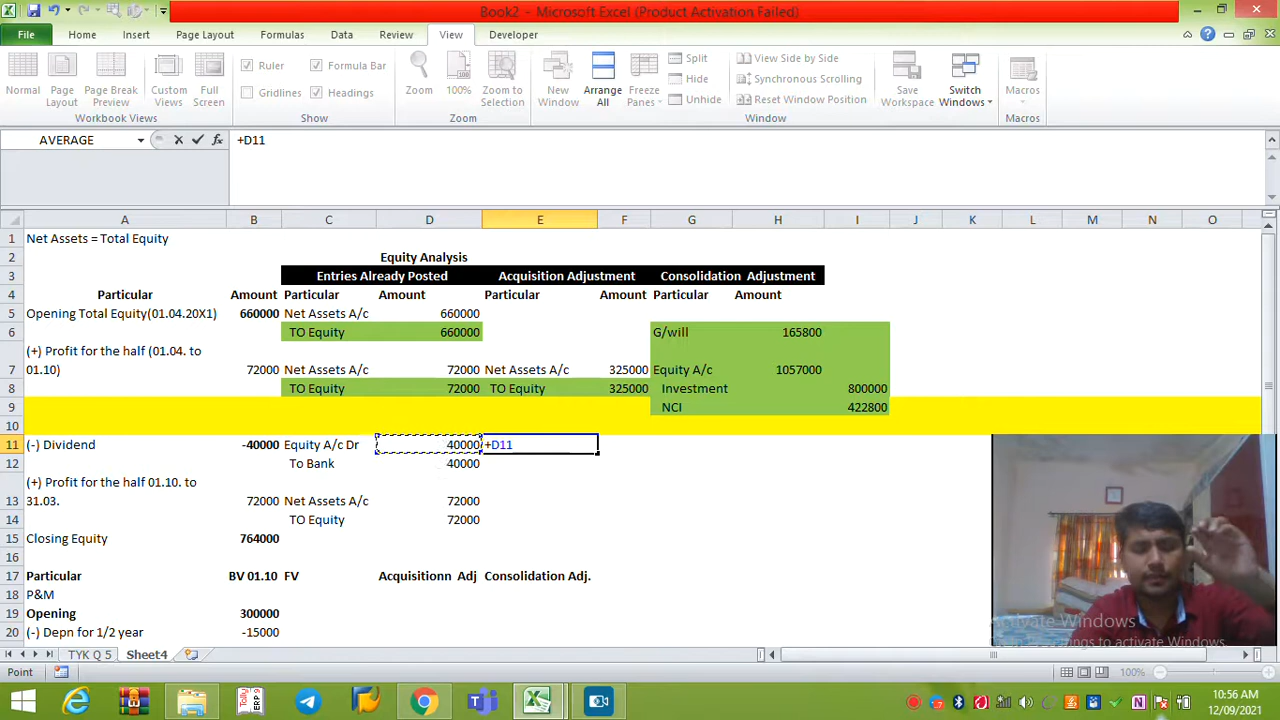 Book2 - Microsoft Excel (Product Activation Failed)
File Home Insert Page Layout Formulas Data Review View Developer
Normal Page Layout Page Break Preview Custom Views Full Screen
Workbook Views
Ruler Formula Bar
Gridlines Headings
Show
Zoom 100% Zoom to Selection
Zoom
New Window Arrange All Freeze Panes
Split
Hide
Unhide
View Side by Side
Synchronous Scrolling
Reset Window Position
Save Workspace Switch Windows
Window
Macros
Macros
AVERAGE fx +D11
A B C D E F G H I J K L M N O
1 Net Assets = Total Equity
2 Equity Analysis
3 Entries Already Posted Acquisition Adjustment Consolidation Adjustment
4 Particular Amount Particular Amount Particular Amount Particular Amount
5 Opening Total Equity(01.04.20X1) 660000 Net Assets A/c 660000
6 TO Equity 660000 G/will 165800
7 (+) Profit for the half (01.04. to 01.10) 72000 Net Assets A/c 72000 Net Assets A/c 325000 Equity A/c 1057000
8 TO Equity 72000 TO Equity 325000 Investment 800000
9 NCI 422800
10
11 (-) Dividend -40000 Equity A/c Dr 40000 +D11
12 To Bank 40000
13 (+) Profit for the half 01.10. to 31.03. 72000 Net Assets A/c 72000
14 TO Equity 72000
15 Closing Equity 764000
16
17 Particular BV 01.10 FV Acquisitionn Adj Consolidation Adj.
18 P&M
19 Opening 300000
20 (-) Depn for 1/2 year -15000
Activate Windows
TYK Q 5 Sheet4
Point 100%
10:56 AM
12/09/2021